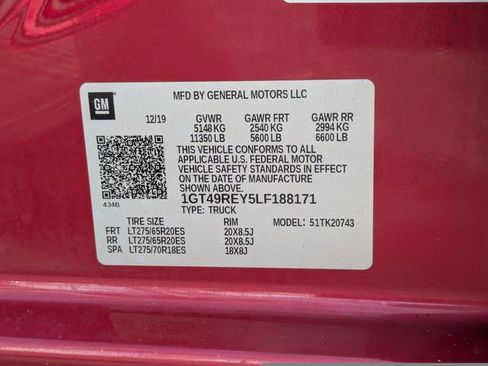 GM
MFD BY GENERAL MOTORS LLC
12/19 GVWR GAWR FRT GAWR RR
5148 KG 2540 KG 2994 KG
11350 LB 5600 LB 6600 LB
THIS VEHICLE CONFORMS TO ALL
APPLICABLE U.S. FEDERAL MOTOR
VEHICLE SAFETY STANDARDS IN EFFECT
ON THE DATE OF MANUFACTURE
SHOWN ABOVE.
434B
1GT49REY5LF188171
TYPE: TRUCK
TIRE SIZE RIM MODEL: 51TK20743
FRT LT275/65R20ES 20X8.5J
RR LT275/65R20ES 20X8.5J
SPA LT275/70R18ES 18X8J